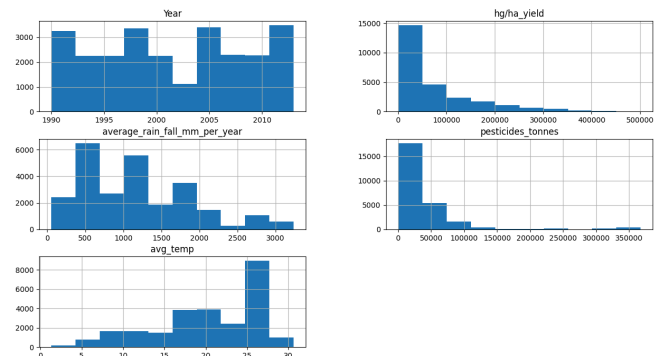 Year
3000
2000
1000
0
1990 1995 2000 2005 2010
hg/ha_yield
15000
10000
5000
0
0 100000 200000 300000 400000 500000
average_rain_fall_mm_per_year
6000
4000
2000
0
0 500 1000 1500 2000 2500 3000
pesticides_tonnes
15000
10000
5000
0
0 50000 100000 150000 200000 250000 300000 350000
avg_temp
8000
6000
4000
2000
0
0 5 10 15 20 25 30